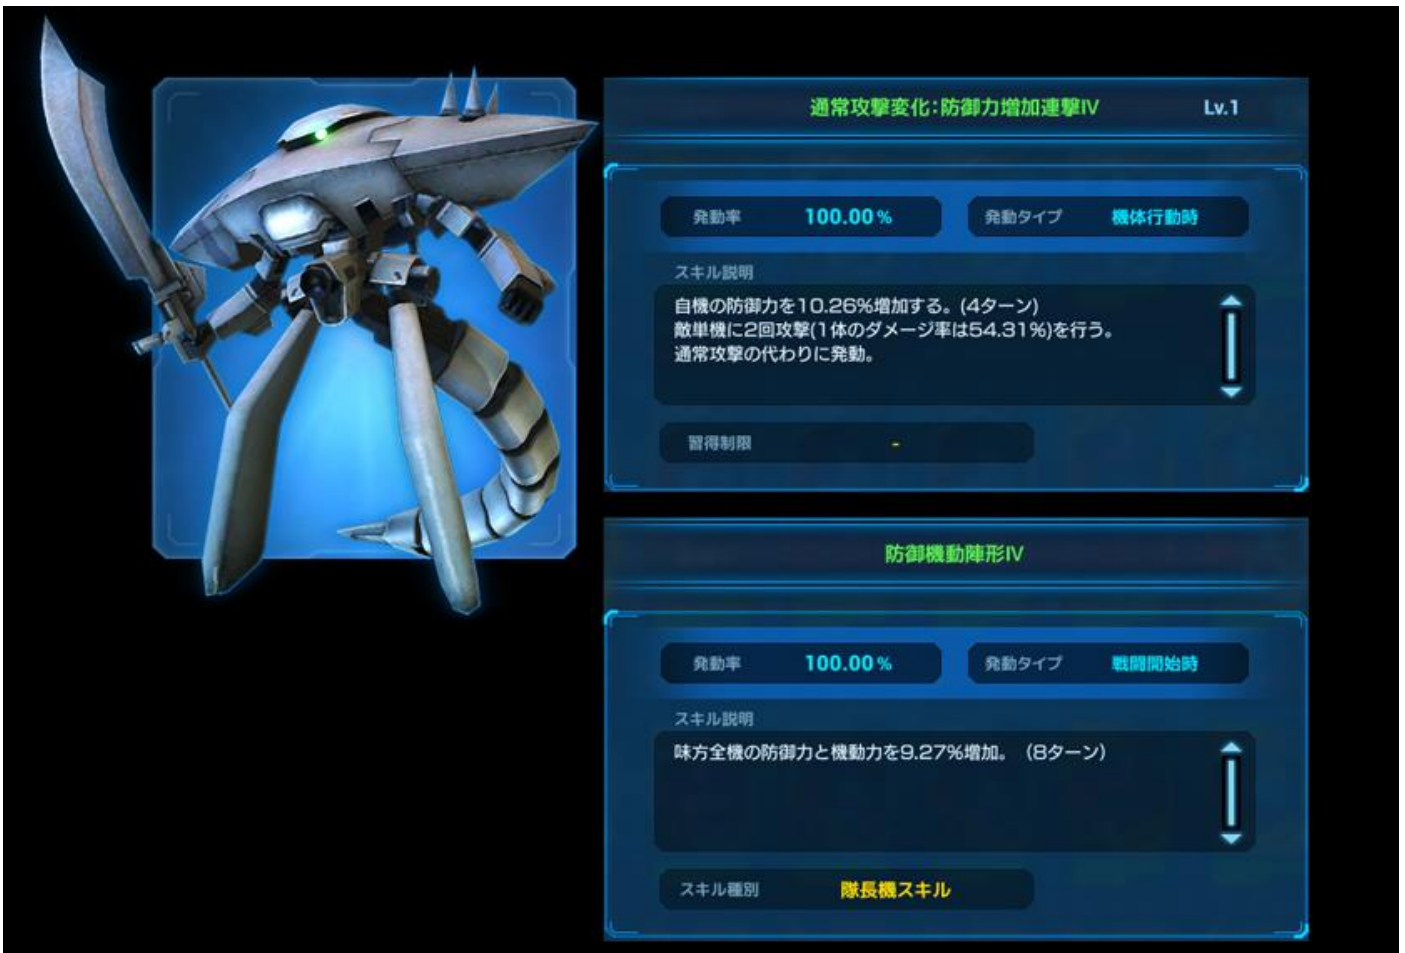 通常攻撃変化:防御力増加連撃Ⅳ Lv.1
発動率 100.00% 発動タイプ 機体行動時
スキル説明
自機の防御力を10.26%増加する。(4ターン)
敵単機に2回攻撃(1体のダメージ率は54.31%)を行う。
通常攻撃の代わりに発動。
習得制限 -
防御機動陣形Ⅳ
発動率 100.00% 発動タイプ 戦闘開始時
スキル説明
味方全機の防御力と機動力を9.27%増加。(8ターン)
スキル種別 隊長機スキル